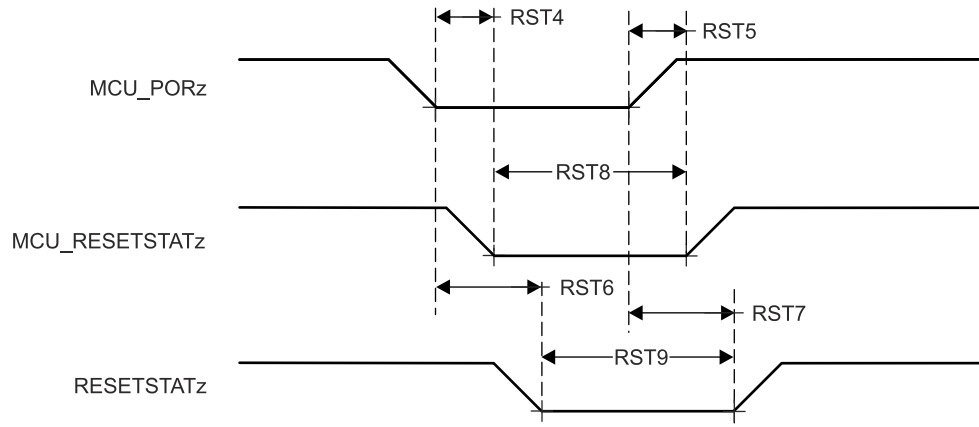 RST4
RST5
MCU_PORz
RST8
MCU_RESETSTATz
RST6
RST7
RST9
RESETSTATz